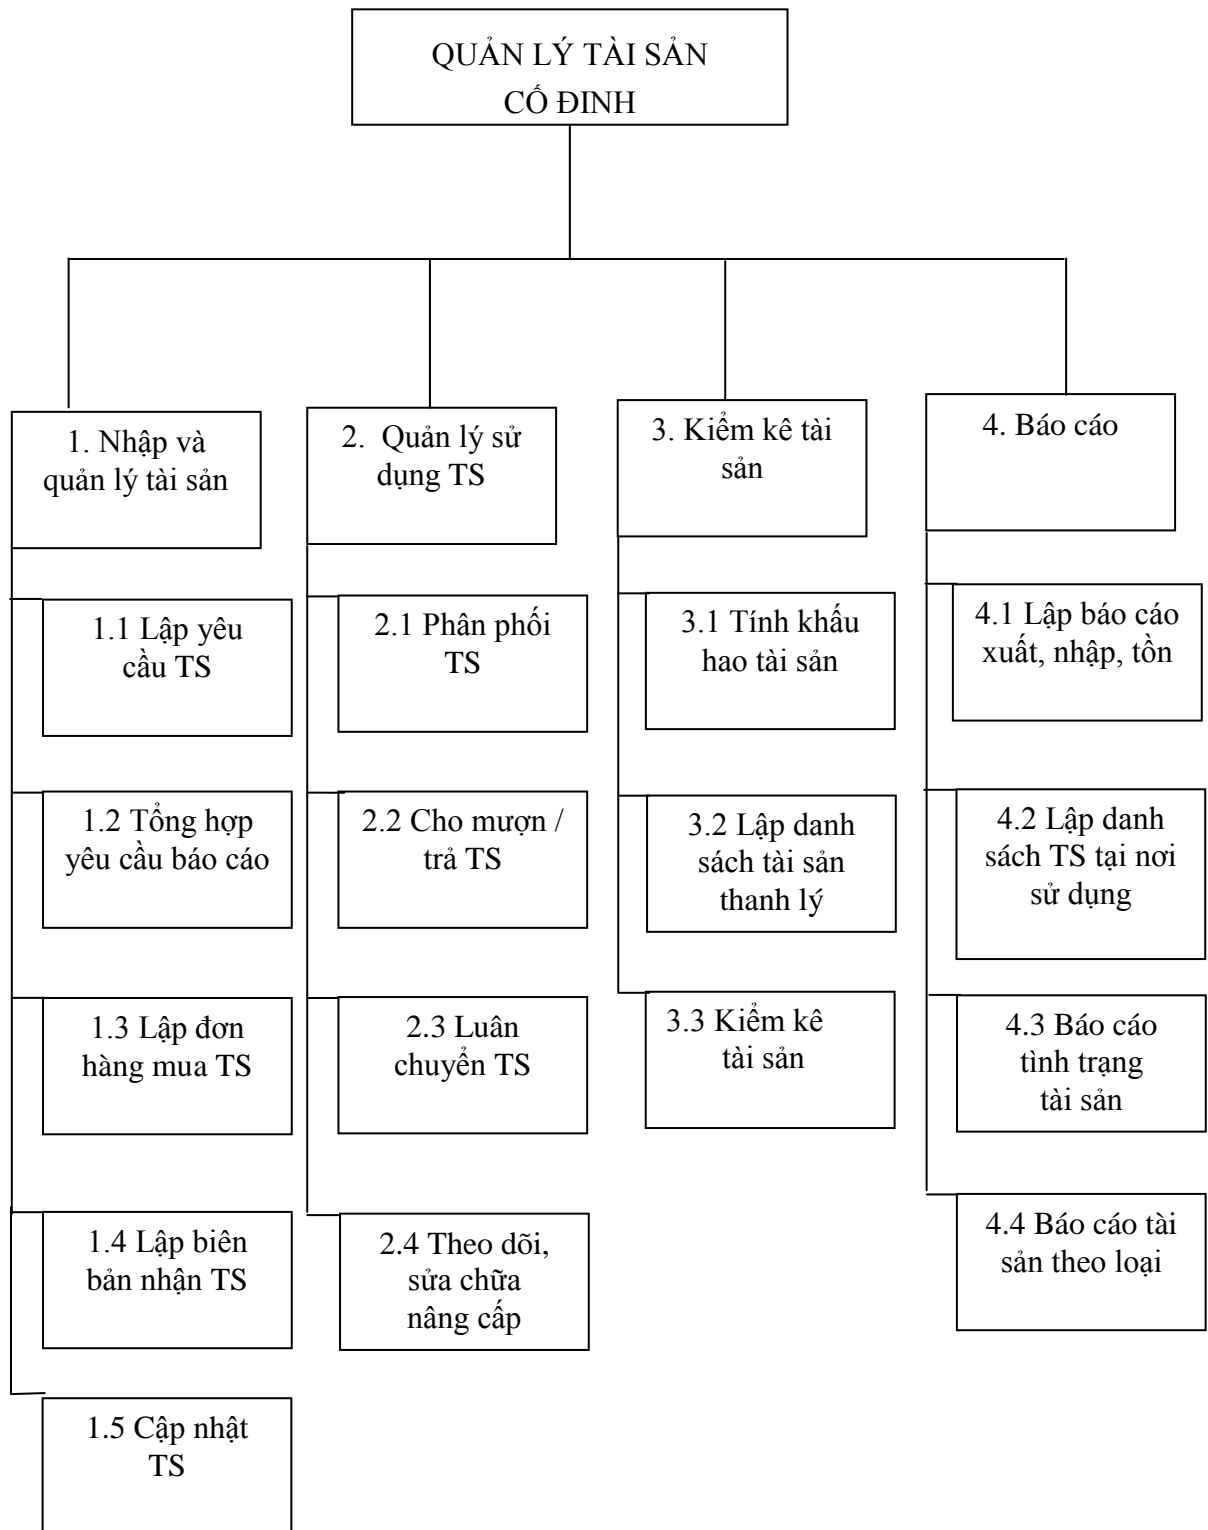 QUẢN LÝ TÀI SẢN
CỐ ĐINH
1. Nhập và
quản lý tài sản
2. Quản lý sử
dụng TS
3. Kiểm kê tài
sản
4. Báo cáo
1.1 Lập yêu
cầu TS
2.1 Phân phối
TS
3.1 Tính khấu
hao tài sản
4.1 Lập báo cáo
xuất, nhập, tồn
1.2 Tổng hợp
yêu cầu báo cáo
2.2 Cho mượn /
trả TS
3.2 Lập danh
sách tài sản
thanh lý
4.2 Lập danh
sách TS tại nơi
sử dụng
1.3 Lập đơn
hàng mua TS
2.3 Luân
chuyển TS
3.3 Kiểm kê
tài sản
4.3 Báo cáo
tình trạng
tài sản
1.4 Lập biên
bản nhận TS
2.4 Theo dõi,
sửa chữa
nâng cấp
4.4 Báo cáo tài
sản theo loại
1.5 Cập nhật
TS